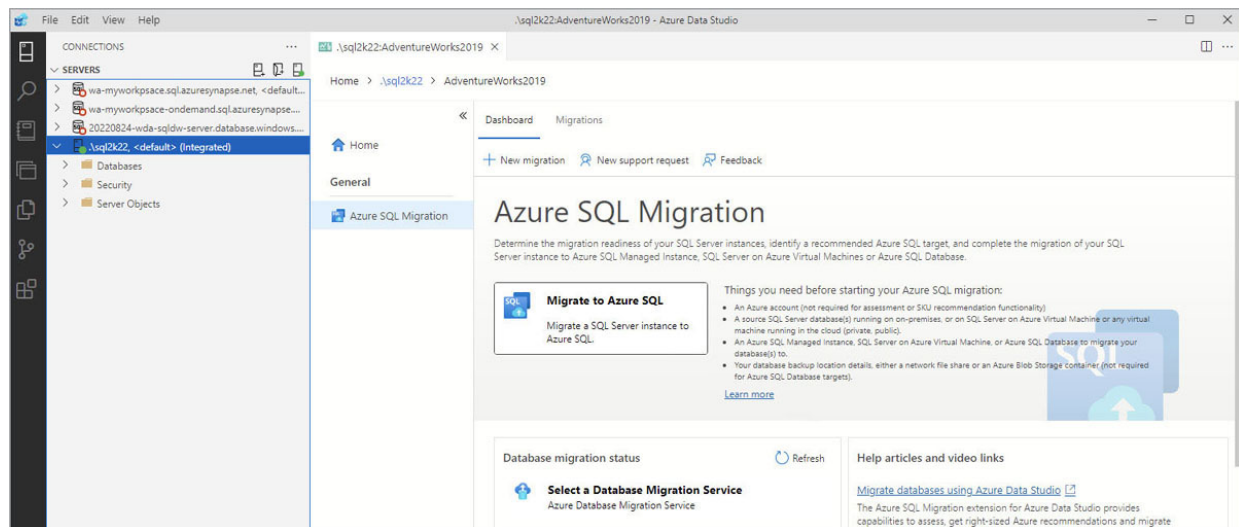 File Edit View Help
.\sql2k22:AdventureWorks2019 - Azure Data Studio
CONNECTIONS
SERVERS
wa-myworkpsace.sql.azuresynapse.net, <default...
wa-myworkpsace-ondemand.sql.azuresynapse....
20220824-wda-sqldw-server.database.windows....
.\sql2k22, <default> (Integrated)
Databases
Security
Server Objects
.\sql2k22:AdventureWorks2019
Home > .\sql2k22 > AdventureWorks2019
Home
General
Azure SQL Migration
Dashboard Migrations
New migration New support request Feedback
Azure SQL Migration
Determine the migration readiness of your SQL Server instances, identify a recommended Azure SQL target, and complete the migration of your SQL
Server instance to Azure SQL Managed Instance, SQL Server on Azure Virtual Machines or Azure SQL Database.
SQL
Migrate to Azure SQL
Migrate a SQL Server instance to
Azure SQL.
Things you need before starting your Azure SQL migration:
• An Azure account (not required for assessment or SKU recommendation functionality)
• A source SQL Server database(s) running on on-premises, or on SQL Server on Azure Virtual Machine or any virtual
machine running in the cloud (private, public).
• An Azure SQL Managed Instance, SQL Server on Azure Virtual Machine, or Azure SQL Database to migrate your
database(s) to.
• Your database backup location details, either a network file share or an Azure Blob Storage container (not required
for Azure SQL Database targets).
Learn more
SQL
Database migration status
Refresh
Select a Database Migration Service
Azure Database Migration Service
Help articles and video links
Migrate databases using Azure Data Studio
The Azure SQL Migration extension for Azure Data Studio provides
capabilities to assess, get right-sized Azure recommendations and migrate